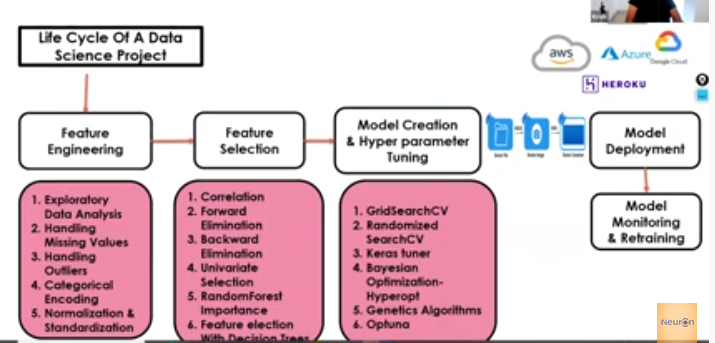 Life Cycle Of A Data
Science Project
aws
Azure
Google Cloud
HEROKU
Feature
Engineering
Feature
Selection
Model Creation
& Hyper parameter
Tuning
Model
Deployment
Model
Monitoring
& Retraining
1. Exploratory
Data Analysis
2. Handling
Missing Values
3. Handling
Outliers
4. Categorical
Encoding
5. Normalization &
Standardization
1. Correlation
2. Forward
Elimination
3. Backward
Elimination
4. Univariate
Selection
5. RandomForest
Importance
6. Feature election
With Decision Trees
1. GridSearchCV
2. Randomized
SearchCV
3. Keras tuner
4. Bayesian
Optimization-
Hyperopt
5. Genetics Algorithms
6. Optuna
iNeuron